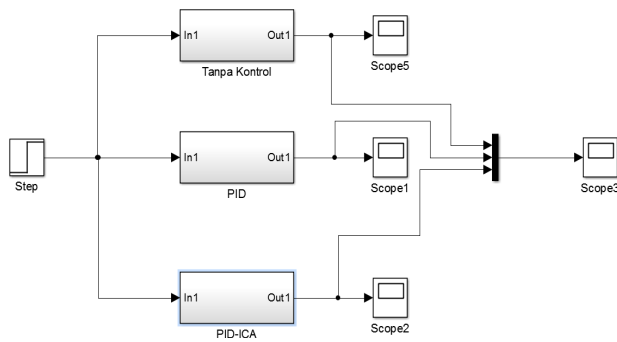 In1 Out1
Tanpa Kontrol
Scope5
Step
In1 Out1
PID
Scope1
Scope3
In1 Out1
PID-ICA
Scope2